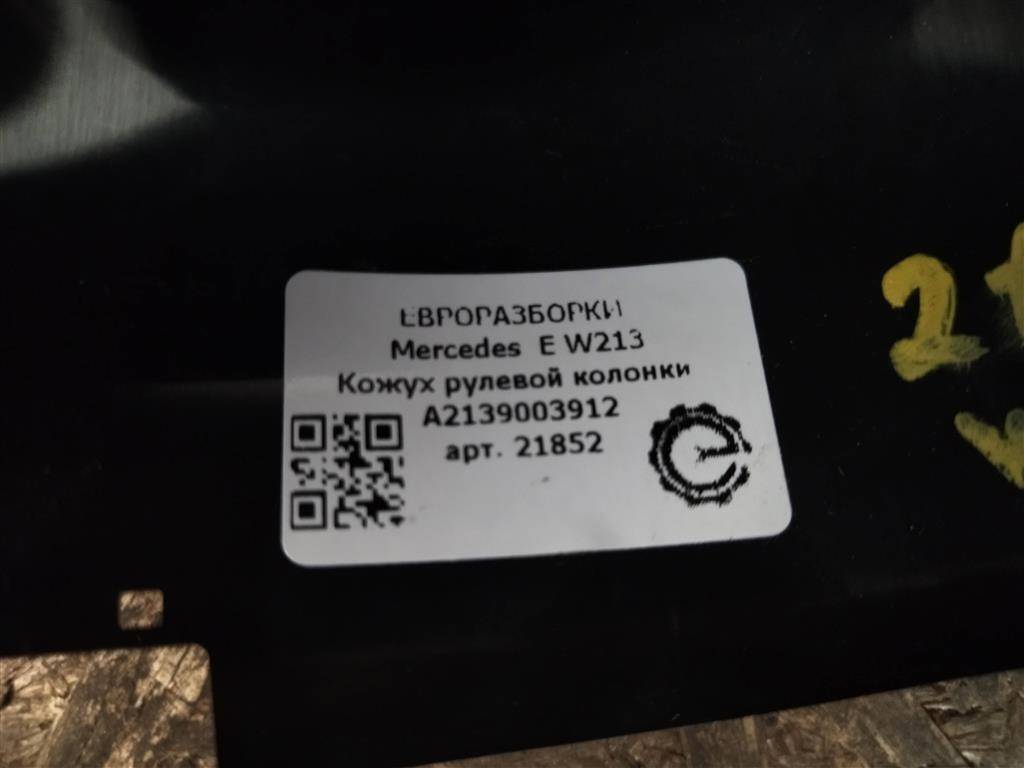 ЕВРОРАЗБОРКИ
Mercedes E W213
Кожух рулевой колонки
A2139003912
арт. 21852